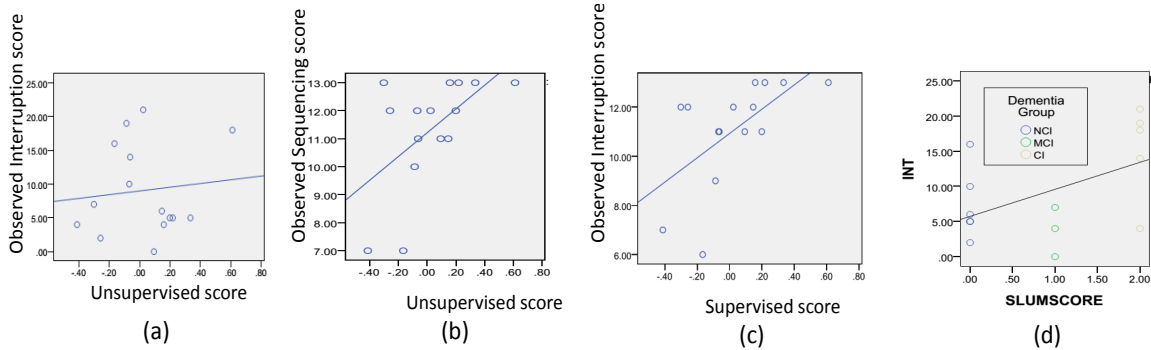 Observed Interruption score
25.00
20.00
15.00
10.00
5.00
.00
-.40 -.20 .00 .20 .40 .60 .80
Unsupervised score
(a)
Observed Sequencing score
13.00
12.00
11.00
10.00
9.00
8.00
7.00
-.40 -.20 .00 .20 .40 .60 .80
Unsupervised score
(b)
Observed Interruption score
12.00
10.00
8.00
6.00
-.40 -.20 .00 .20 .40 .60 .80
Supervised score
(c)
INT
25.00
20.00
15.00
10.00
5.00
.00
Dementia
Group
NCI
MCI
CI
.00 .50 1.00 1.50 2.00
SLUMSCORE
(d)